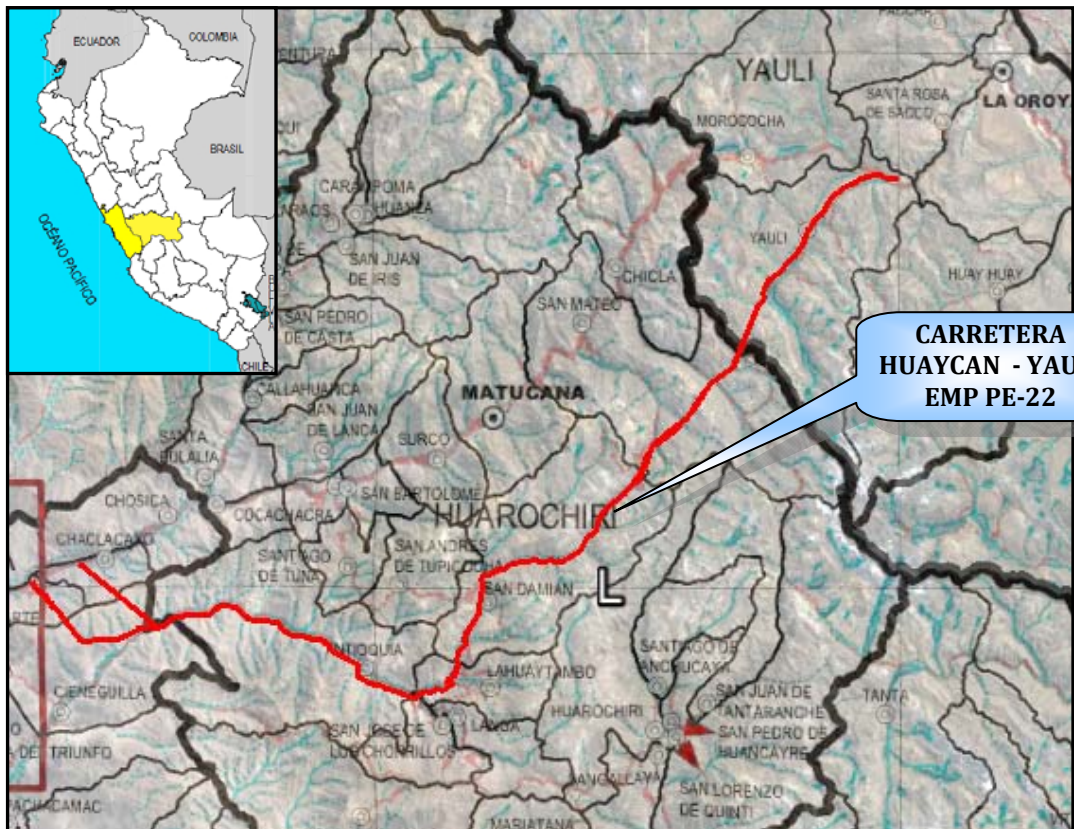 ECUADOR
COLOMBIA
BRASIL
OCÉANO PACÍFICO
CHILE
YAULI
SANTA ROSA
DE SACCO
LA OROY
MOROCOCHA
CARAMPOMA
HUANZA
SAN JUAN
DE IRIS
YAULI
CHICLA
HUAY HUAY
SAN MATEO
SAN PEDRO
DE CASTA
CARRETERA
HUAYCAN - YAU
EMP PE-22
CALLAHUANCA
MATUCANA
SAN JUAN
DE LANCA
SURCO
SANTA
EULALIA
CHOSICA
SAN BARTOLOME
COCACHACRA
HUAROCHIRI
CHACLACAYO
SANTIAGO
DE TUNA
SAN ANDRES
DE TUPICOCHA
SAN DAMIAN
L
ANTIOQUIA
SANTIAGO DE
ANCHUCAYA
LAHUAYTAMBO
CIENEGUILLA
SAN JUAN DE
TANTARANCHE
TANTA
HUAROCHIRI
LANGA
SAN PEDRO DE
HUANCAYRE
SAN JOSE DE
LOS CHORRILLOS
DEL TRIUNFO
SANGALLAYA
SAN LORENZO
DE QUINTI
PACHACAMAC
MARIATANA